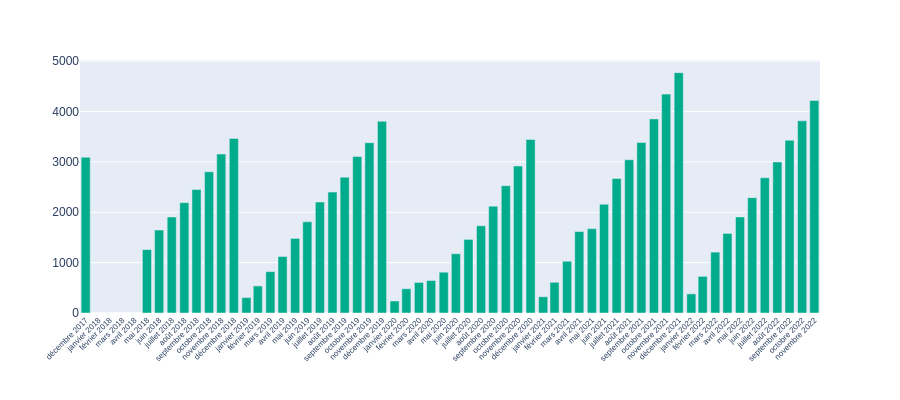 5000
4000
3000
2000
1000
0
décembre 2017
janvier 2018
février 2018
mars 2018
avril 2018
mai 2018
juin 2018
juillet 2018
août 2018
septembre 2018
octobre 2018
novembre 2018
décembre 2018
janvier 2019
février 2019
mars 2019
avril 2019
mai 2019
juin 2019
juillet 2019
août 2019
septembre 2019
octobre 2019
novembre 2019
décembre 2019
janvier 2020
février 2020
mars 2020
avril 2020
mai 2020
juin 2020
juillet 2020
août 2020
septembre 2020
octobre 2020
novembre 2020
décembre 2020
janvier 2021
février 2021
mars 2021
avril 2021
mai 2021
juin 2021
juillet 2021
août 2021
septembre 2021
octobre 2021
novembre 2021
décembre 2021
janvier 2022
février 2022
mars 2022
avril 2022
mai 2022
juin 2022
juillet 2022
août 2022
septembre 2022
octobre 2022
novembre 2022